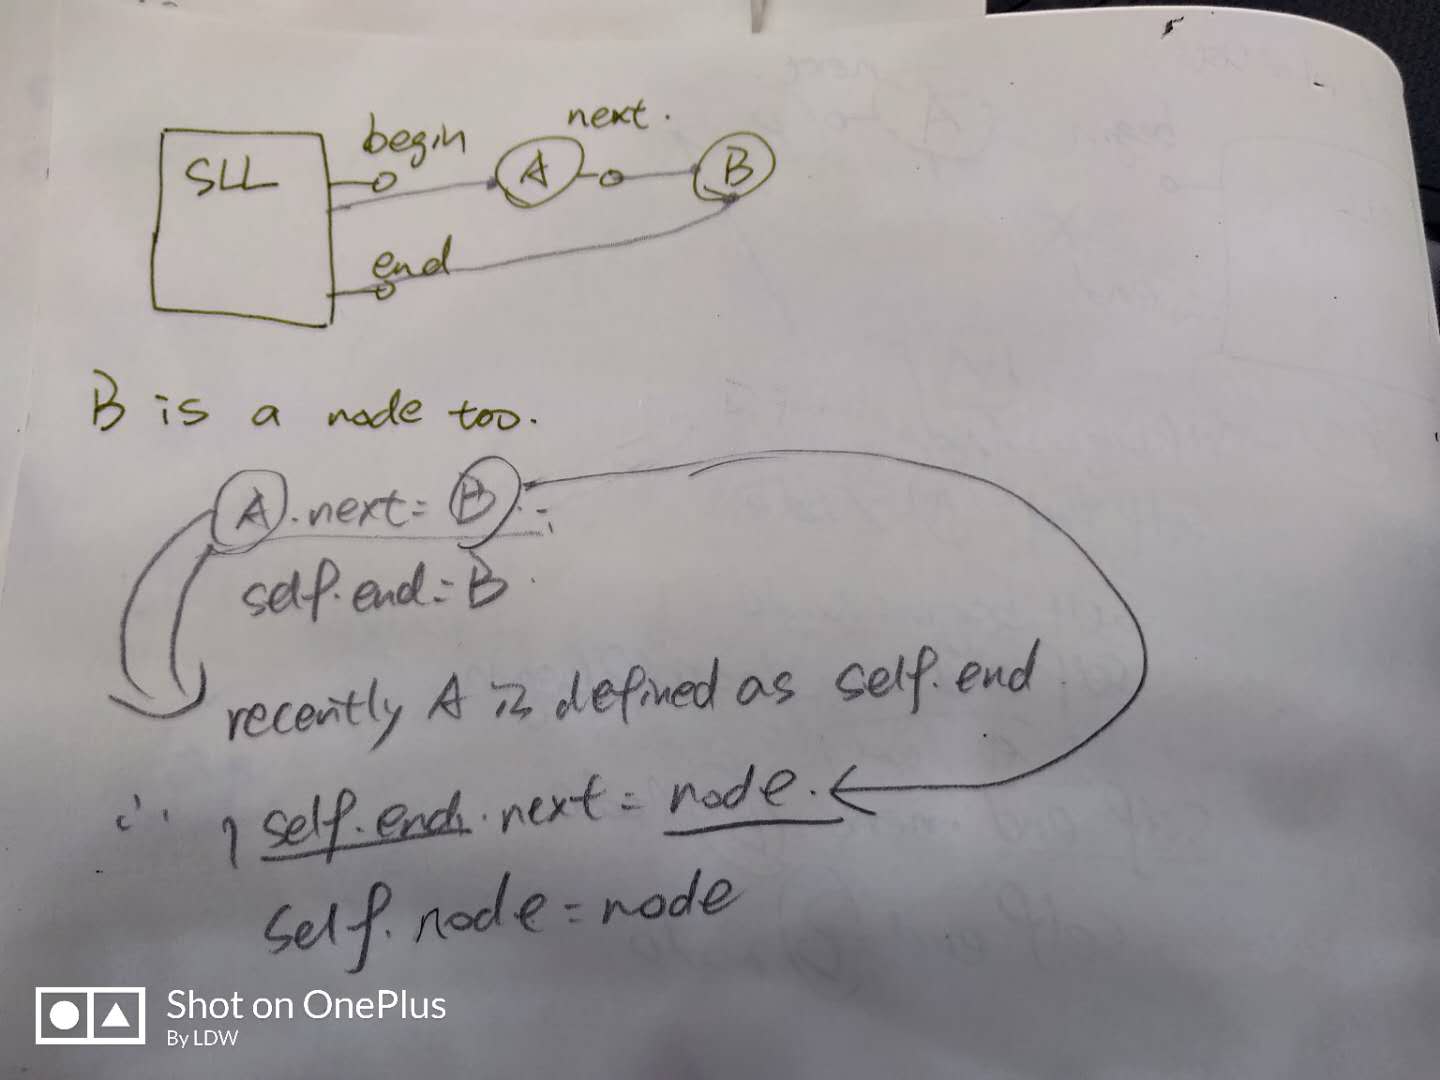 begin
next.
SLL
A
B
end
B is a node too.
A.next = B
self.end = B
recently A is defined as self.end
∴ self.end.next = node.
self.node = node
Shot on OnePlus
By LDW